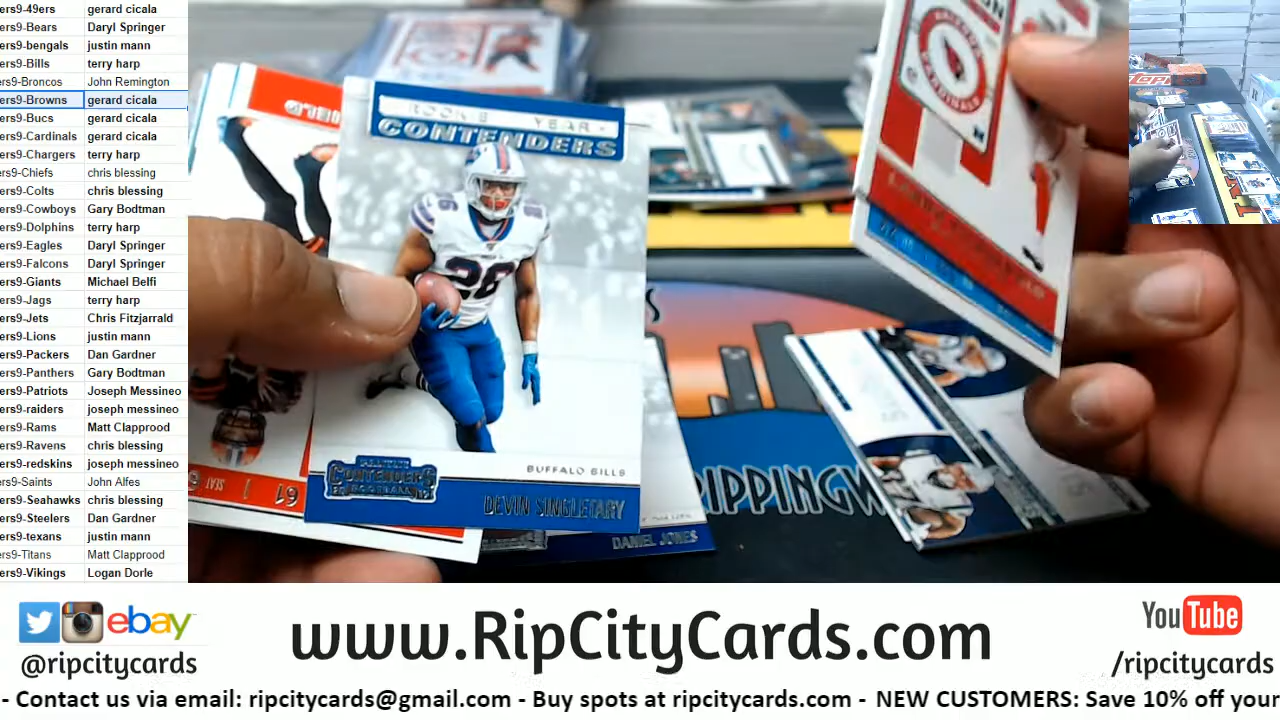 ers9-49ers gerard cicala
ers9-Bears Daryl Springer
ers9-bengals justin mann
ers9-Bills terry harp
ers9-Broncos John Remington
ers9-Browns gerard cicala
ers9-Bucs gerard cicala
ers9-Cardinals gerard cicala
ers9-Chargers terry harp
ers9-Chiefs chris blessing
ers9-Colts chris blessing
ers9-Cowboys Gary Bodtman
ers9-Dolphins terry harp
ers9-Eagles Daryl Springer
ers9-Falcons Daryl Springer
ers9-Giants Michael Belfi
ers9-Jags terry harp
ers9-Jets Chris Fitzjarrald
ers9-Lions justin mann
ers9-Packers Dan Gardner
ers9-Panthers Gary Bodtman
ers9-Patriots Joseph Messineo
ers9-raiders joseph messineo
ers9-Rams Matt Clapprood
ers9-Ravens chris blessing
ers9-redskins joseph messineo
ers9-Saints John Alfes
ers9-Seahawks chris blessing
ers9-Steelers Dan Gardner
ers9-texans justin mann
ers9-Titans Matt Clapprood
ers9-Vikings Logan Dorle
ROOKIE YEAR
CONTENDERS
26
BUFFALO BILLS
CONTENDERS
DEVIN SINGLETARY
SEAT
61
DANIEL JONES
RIPPINGW
CARDINALS
ebay
@ripcitycards
www.RipCityCards.com
YouTube
/ripcitycards
- Contact us via email: ripcitycards@gmail.com - Buy spots at ripcitycards.com - NEW CUSTOMERS: Save 10% off your